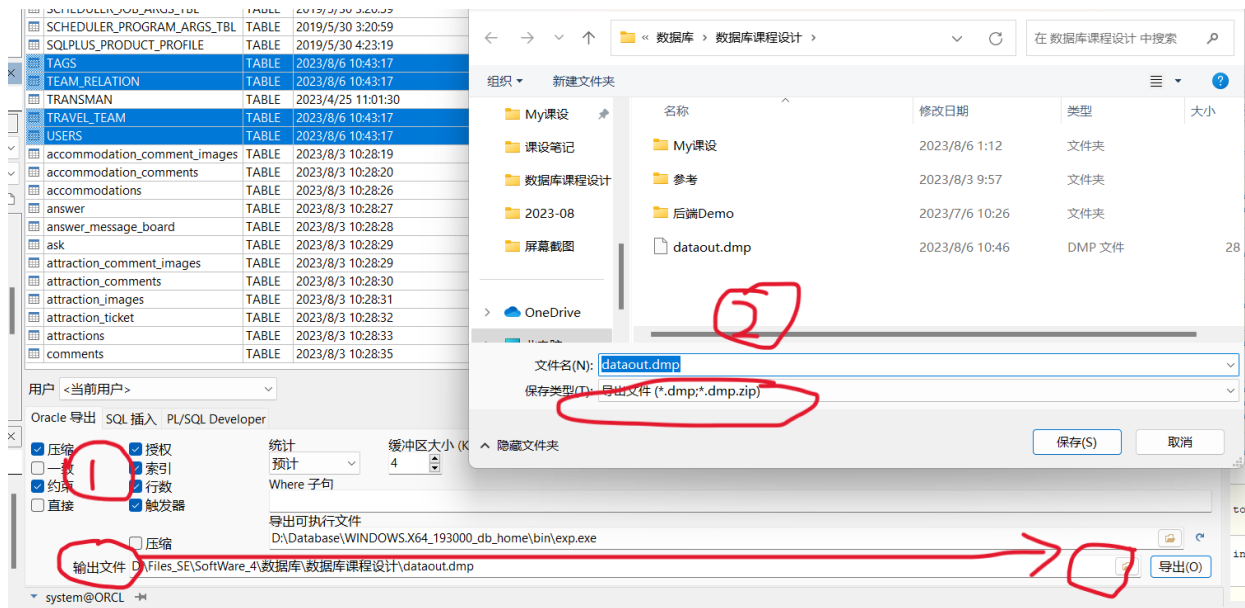 SCHEDULER_JOB_ARGS_TBL TABLE 2019/5/30 3:20:59
SCHEDULER_PROGRAM_ARGS_TBL TABLE 2019/5/30 3:20:59
SQLPLUS_PRODUCT_PROFILE TABLE 2019/5/30 4:23:19
TAGS TABLE 2023/8/6 10:43:17
TEAM_RELATION TABLE 2023/8/6 10:43:17
TRANSMAN TABLE 2023/4/25 11:01:30
TRAVEL_TEAM TABLE 2023/8/6 10:43:17
USERS TABLE 2023/8/6 10:43:17
accommodation_comment_images TABLE 2023/8/3 10:28:19
accommodation_comments TABLE 2023/8/3 10:28:20
accommodations TABLE 2023/8/3 10:28:26
answer TABLE 2023/8/3 10:28:27
answer_message_board TABLE 2023/8/3 10:28:28
ask TABLE 2023/8/3 10:28:29
attraction_comment_images TABLE 2023/8/3 10:28:29
attraction_comments TABLE 2023/8/3 10:28:30
attraction_images TABLE 2023/8/3 10:28:31
attraction_ticket TABLE 2023/8/3 10:28:32
attractions TABLE 2023/8/3 10:28:33
comments TABLE 2023/8/3 10:28:35
« 数据库 › 数据库课程设计 ›
在 数据库课程设计 中搜索
组织 新建文件夹
My课设
课设笔记
数据库课程设计
2023-08
屏幕截图
OneDrive
名称 修改日期 类型 大小
My课设 2023/8/6 1:12 文件夹
参考 2023/8/3 9:57 文件夹
后端Demo 2023/7/6 10:26 文件夹
dataout.dmp 2023/8/6 10:46 DMP 文件 28
2
文件名(N): dataout.dmp
保存类型(T): 导出文件 (*.dmp;*.dmp.zip)
隐藏文件夹 保存(S) 取消
用户 <当前用户>
Oracle 导出 SQL 插入 PL/SQL Developer
压缩 授权
一致 索引
约束 行数
直接 触发器
压缩
1
统计 缓冲区大小 (K
预计 4
Where 子句
导出可执行文件
D:\Database\WINDOWS.X64_193000_db_home\bin\exp.exe
输出文件 D:\Files_SE\SoftWare_4\数据库\数据库课程设计\dataout.dmp 导出(O)
system@ORCL
to
in